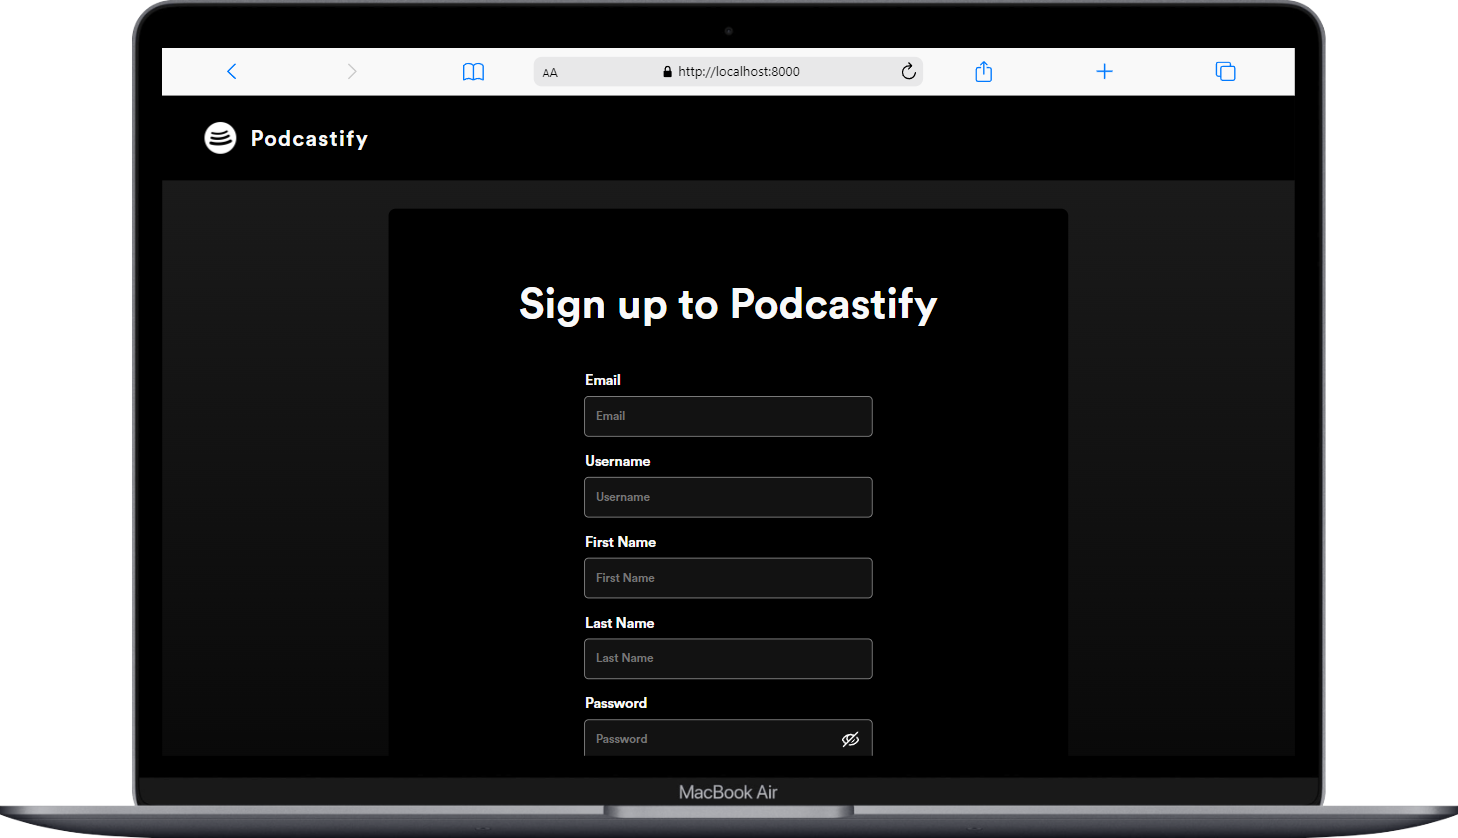 AA
http://localhost:8000
Podcastify
Sign up to Podcastify
Email
Email
Username
Username
First Name
First Name
Last Name
Last Name
Password
Password
MacBook Air